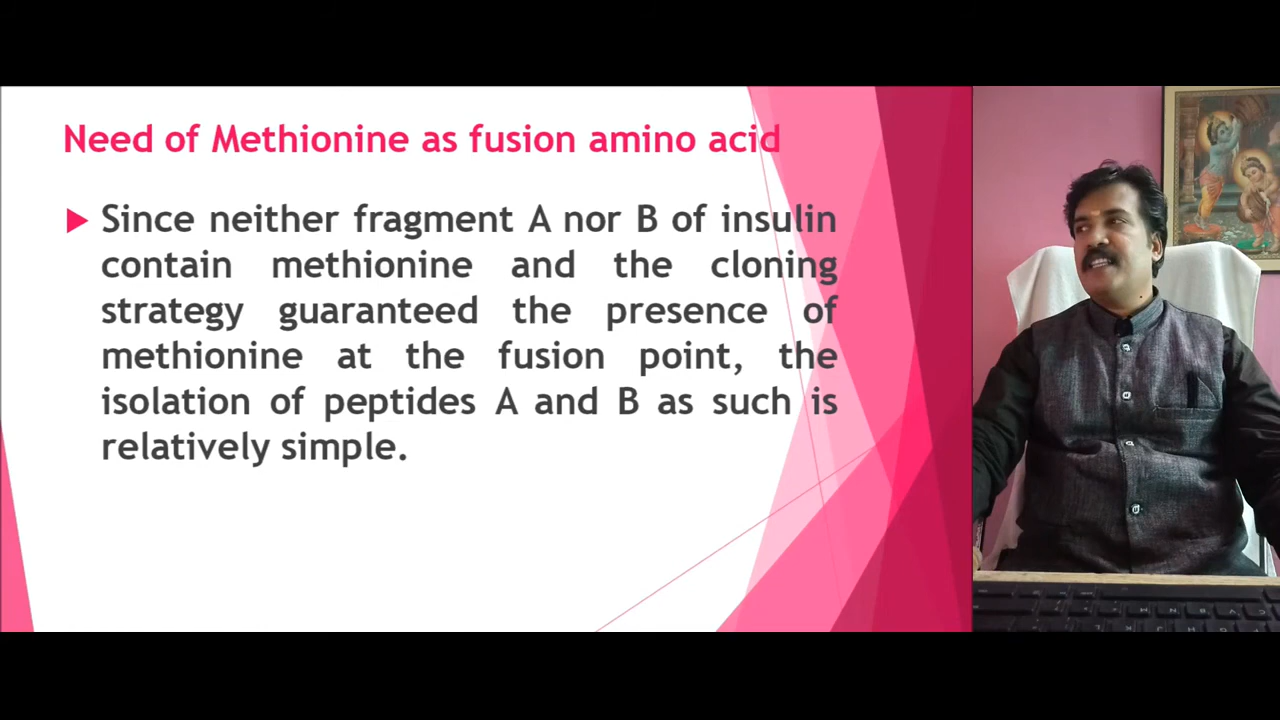 Need of Methionine as fusion amino acid
Since neither fragment A nor B of insulin
contain methionine and the cloning
strategy guaranteed the presence of
methionine at the fusion point, the
isolation of peptides A and B as such is
relatively simple.